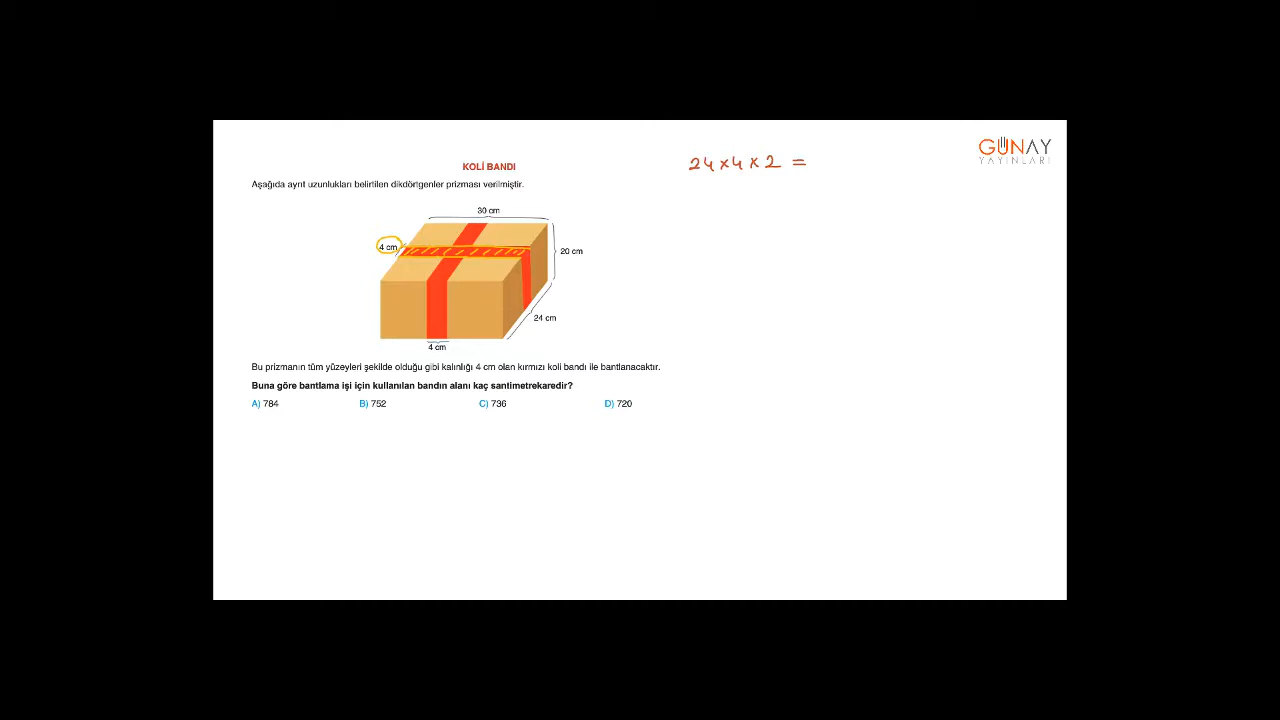 KOLİ BANDI
24 x 4 x 2 =
GÜNAY
YAYINLARI
Aşağıda ayrıt uzunlukları belirtilen dikdörtgenler prizması verilmiştir.
30 cm
4 cm
20 cm
24 cm
4 cm
Bu prizmanın tüm yüzeyleri şekilde olduğu gibi kalınlığı 4 cm olan kırmızı koli bandı ile bantlanacaktır.
Buna göre bantlama işi için kullanılan bandın alanı kaç santimetrekaredir?
A) 784 B) 752 C) 736 D) 720